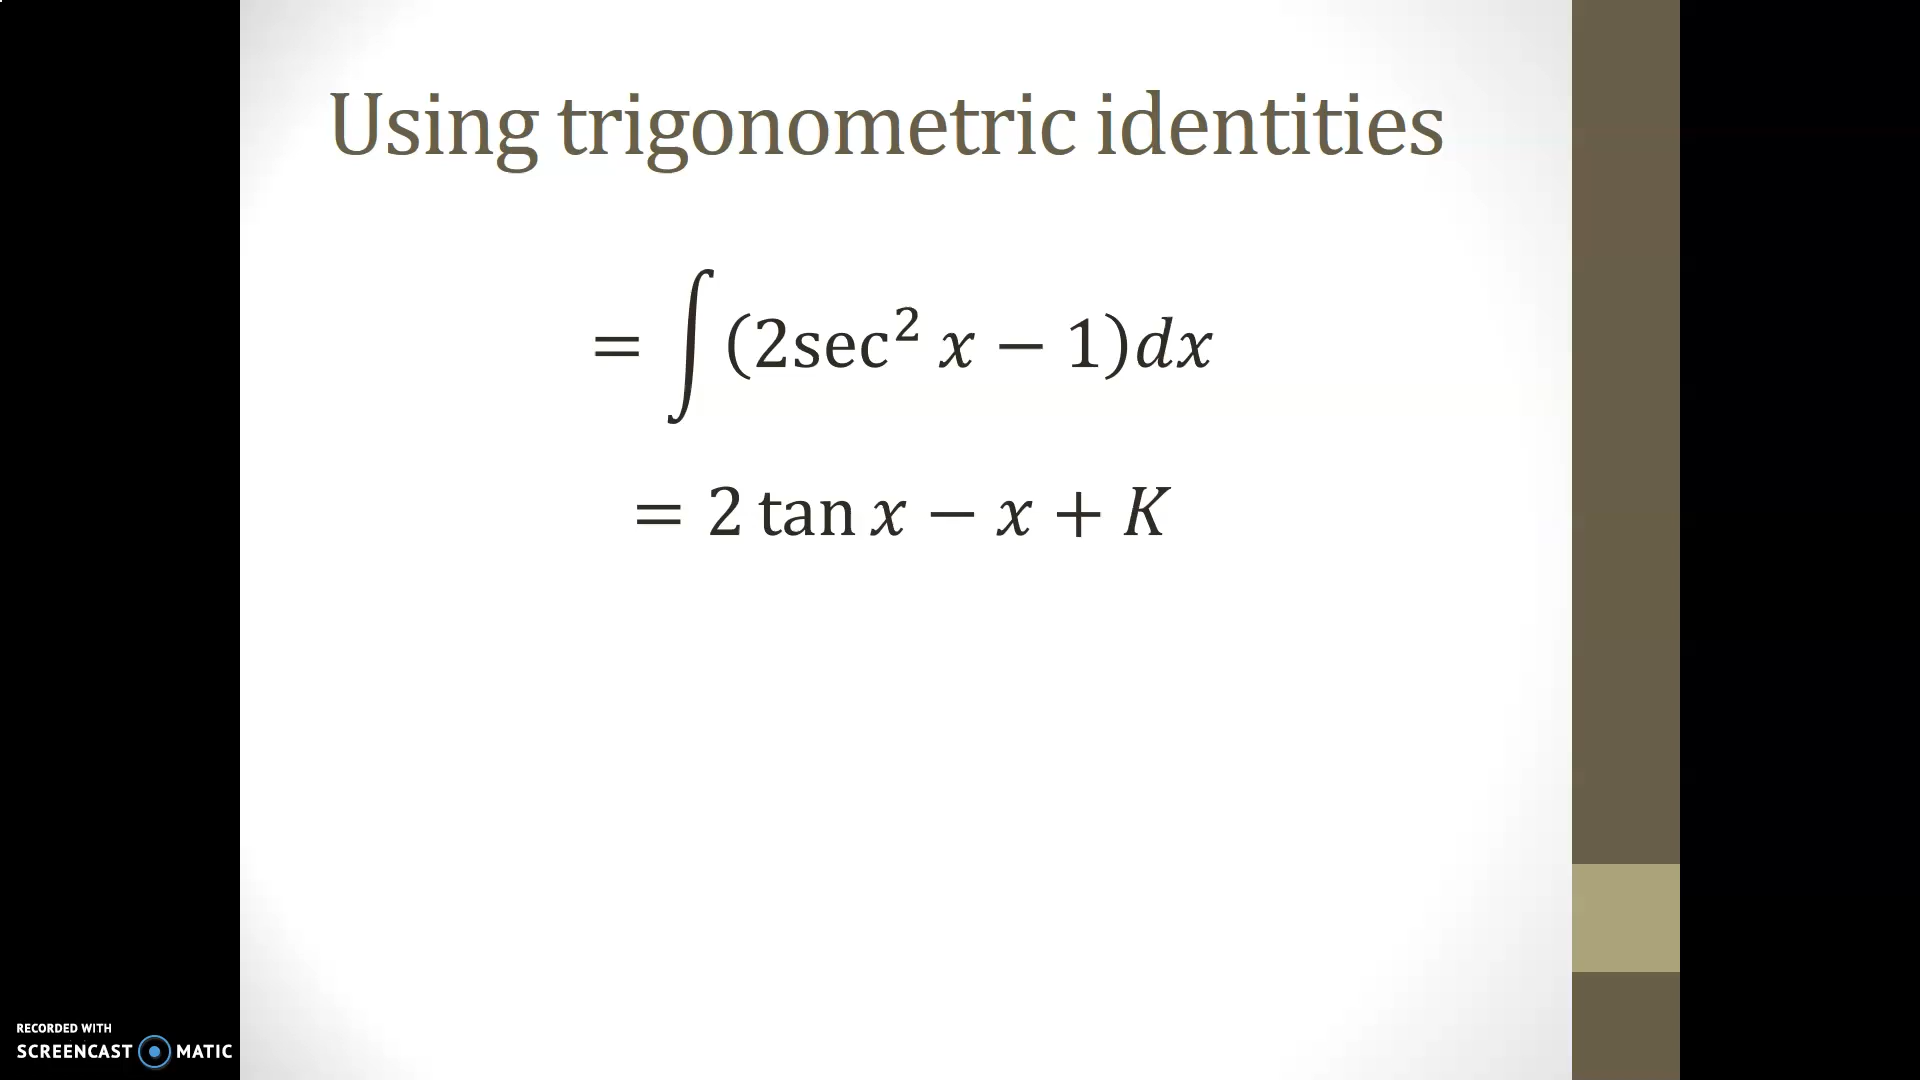 Using trigonometric identities
= ∫(2sec² x − 1)dx
= 2 tan x − x + K
RECORDED WITH
SCREENCAST MATIC